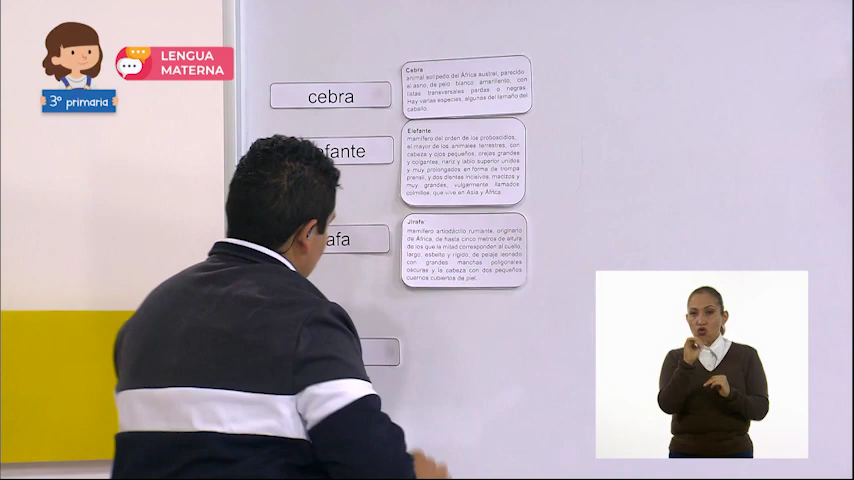 LENGUA
MATERNA
3º primaria
cebra
Cebra
animal solípedo del África austral, parecido
al asno, de pelo blanco amarillento, con
listas transversales pardas o negras.
Hay varias especies, algunas del tamaño del
caballo.
efante
Elefante
mamífero del orden de los proboscidios,
el mayor de los animales terrestres, con
cabeza y ojos pequeños, orejas grandes
y colgantes, nariz y labio superior unidos
y muy prolongados en forma de trompa
prensil, y dos dientes incisivos, macizos y
muy grandes, vulgarmente llamados
colmillos, que vive en Asia y África.
afa
Jirafa
mamífero artiodáctilo rumiante, originario
de África, de hasta cinco metros de altura
de los que la mitad corresponden al cuello,
largo, esbelto y rígido, de pelaje leonado
con grandes manchas poligonales
oscuras y la cabeza con dos pequeños
cuernos cubiertos de piel.